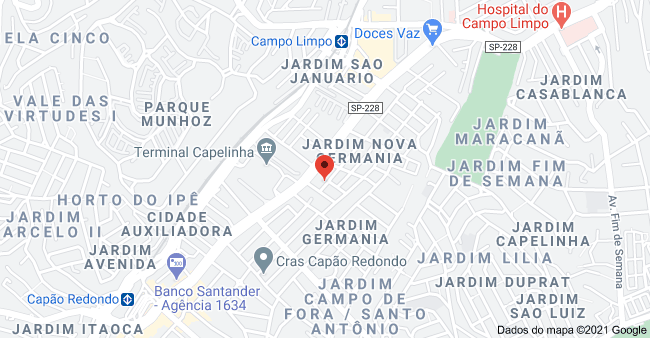 Hospital do
Campo Limpo
Doces Vaz
ELA CINCO
Campo Limpo
SP-228
JARDIM SAO
JANUARIO
JARDIM
CASABLANCA
VALE DAS
VIRTUDES I
PARQUE
MUNHOZ
SP-228
JARDIM
MARACANÃ
Terminal Capelinha
JARDIM NOVA
GERMANIA
JARDIM FIM
DE SEMANA
HORTO DO IPÊ
JARDIM
ARCELO II
CIDADE
AUXILIADORA
Av. Fim de Semana
JARDIM
GERMANIA
JARDIM
CAPELINHA
JARDIM
AVENIDA
Cras Capão Redondo
JARDIM LILIA
Banco Santander
- Agência 1634
JARDIM
CAMPO DE
FORA / SANTO
ANTÔNIO
JARDIM DUPRAT
Capão Redondo
JARDIM
SAO LUIZ
JARDIM ITAOCA
Dados do mapa ©2021 Google